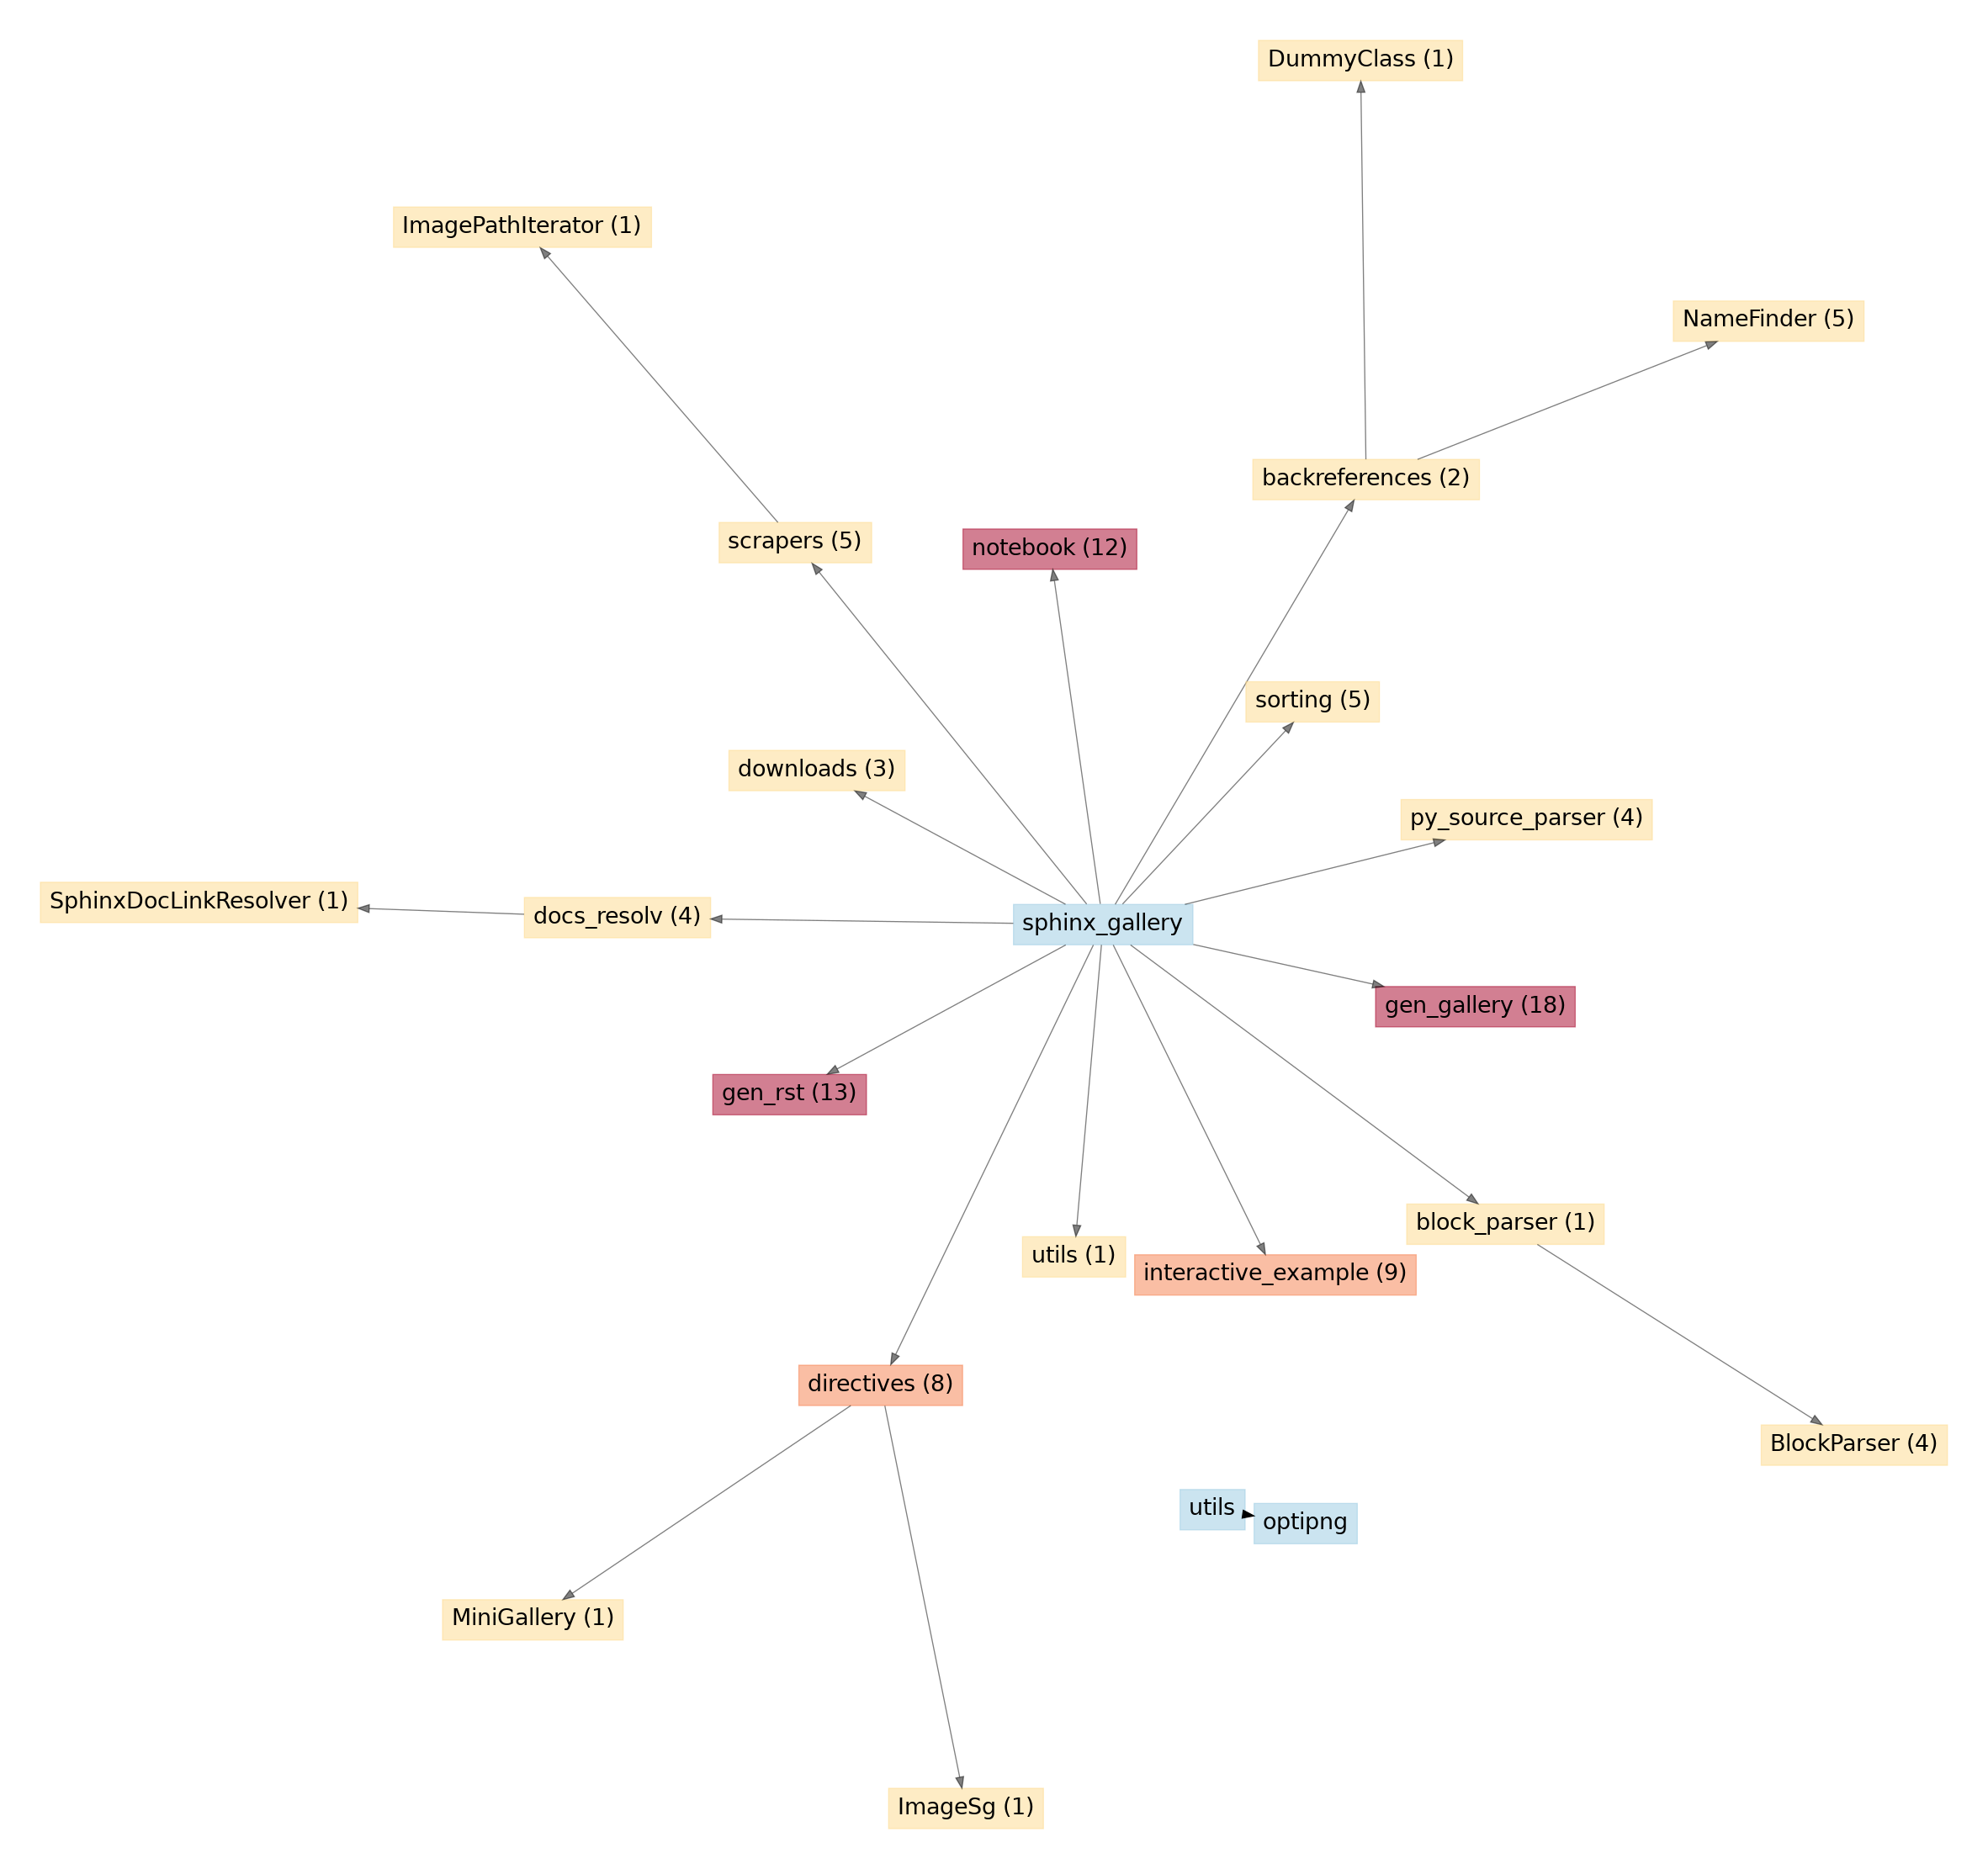 DummyClass (1)
ImagePathIterator (1)
NameFinder (5)
backreferences (2)
scrapers (5)
notebook (12)
sorting (5)
downloads (3)
py_source_parser (4)
SphinxDocLinkResolver (1)
docs_resolv (4)
sphinx_gallery
gen_gallery (18)
gen_rst (13)
block_parser (1)
utils (1)
interactive_example (9)
directives (8)
BlockParser (4)
utils
optipng
MiniGallery (1)
ImageSg (1)